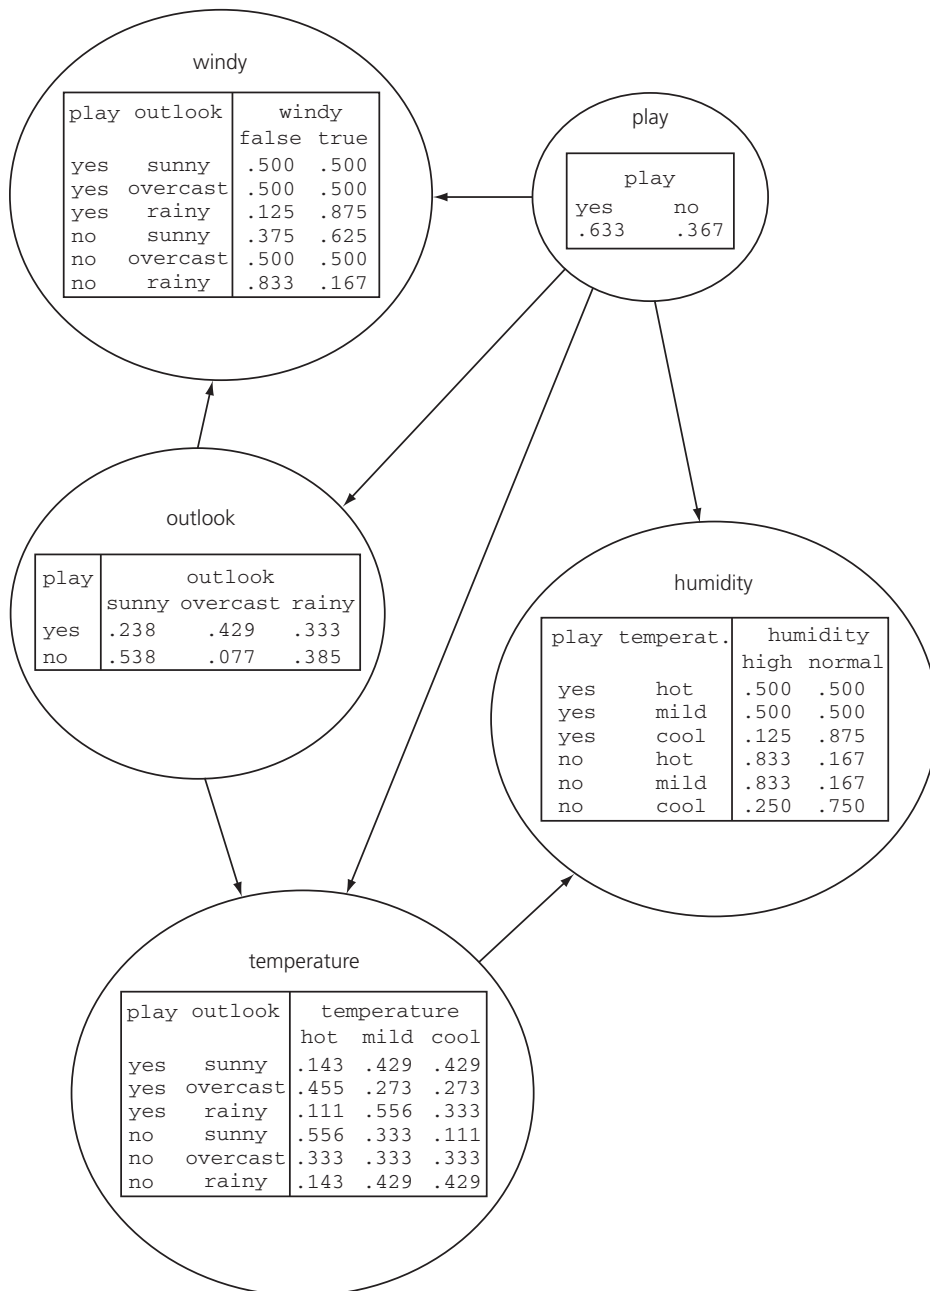 windy
play outlook windy
false true
yes sunny .500 .500
yes overcast .500 .500
yes rainy .125 .875
no sunny .375 .625
no overcast .500 .500
no rainy .833 .167
play
play
yes no
.633 .367
outlook
play outlook
sunny overcast rainy
yes .238 .429 .333
no .538 .077 .385
humidity
play temperat. humidity
high normal
yes hot .500 .500
yes mild .500 .500
yes cool .125 .875
no hot .833 .167
no mild .833 .167
no cool .250 .750
temperature
play outlook temperature
hot mild cool
yes sunny .143 .429 .429
yes overcast .455 .273 .273
yes rainy .111 .556 .333
no sunny .556 .333 .111
no overcast .333 .333 .333
no rainy .143 .429 .429